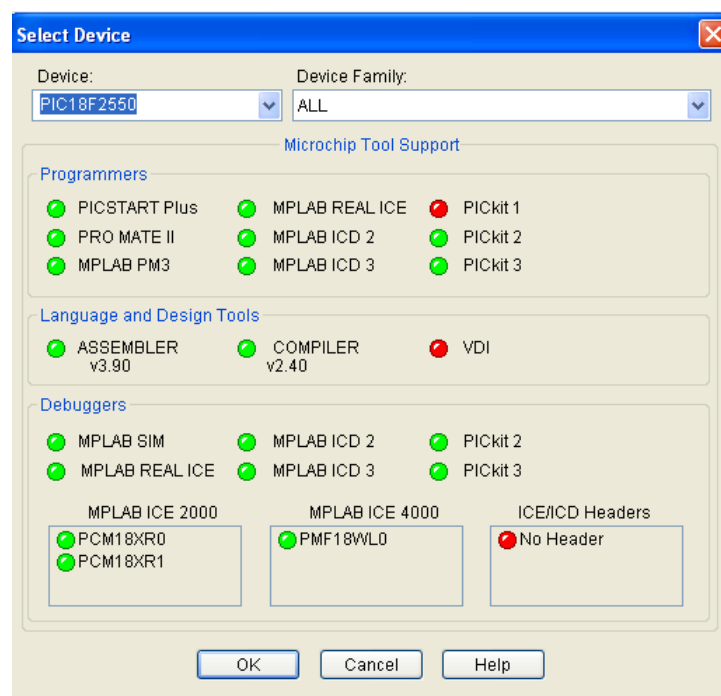 Select Device
Device: Device Family:
PIC18F2550 ALL
Microchip Tool Support
Programmers
PICSTART Plus MPLAB REAL ICE PICkit 1
PRO MATE II MPLAB ICD 2 PICkit 2
MPLAB PM3 MPLAB ICD 3 PICkit 3
Language and Design Tools
ASSEMBLER COMPILER VDI
v3.90 v2.40
Debuggers
MPLAB SIM MPLAB ICD 2 PICkit 2
MPLAB REAL ICE MPLAB ICD 3 PICkit 3
MPLAB ICE 2000 MPLAB ICE 4000 ICE/ICD Headers
PCM18XR0 PMF18WL0 No Header
PCM18XR1
OK Cancel Help